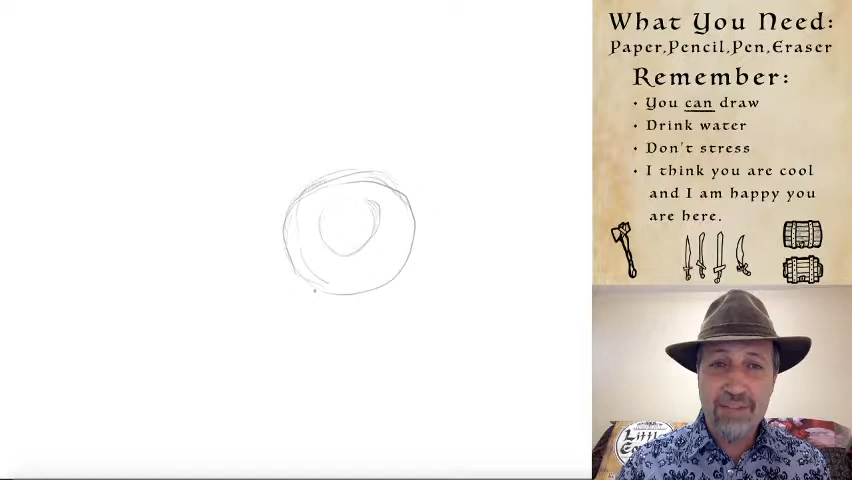 What You Need:
Paper,Pencil,Pen,Eraser
Remember:
• You can draw
• Drink water
• Don't stress
• I think you are cool
and I am happy you
are here.
Little